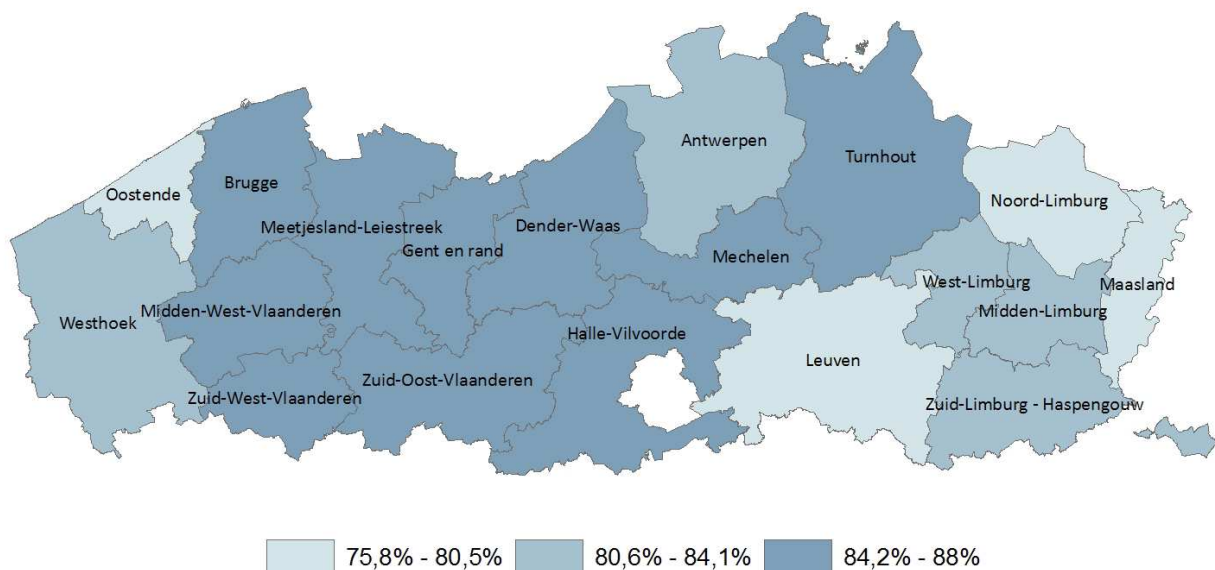 Antwerpen
Turnhout
Brugge
Oostende
Noord-Limburg
Meetjesland-Leiestreek
Dender-Waas
Gent en rand
Mechelen
West-Limburg
Maasland
Midden-West-Vlaanderen
Midden-Limburg
Westhoek
Halle-Vilvoorde
Leuven
Zuid-Oost-Vlaanderen
Zuid-West-Vlaanderen
Zuid-Limburg - Haspengouw
75,8% - 80,5% 80,6% - 84,1% 84,2% - 88%